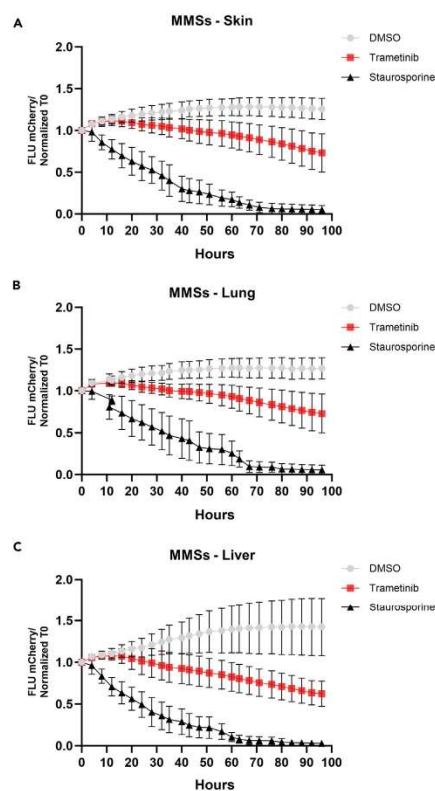 A
MMSs - Skin
FLU mCherry/
Normalized T0
2.0
1.5
1.0
0.5
0.0
0 10 20 30 40 50 60 70 80 90 100
Hours
DMSO
Trametinib
Staurosporine
B
MMSs - Lung
FLU mCherry/
Normalized T0
2.0
1.5
1.0
0.5
0.0
0 10 20 30 40 50 60 70 80 90 100
Hours
DMSO
Trametinib
Staurosporine
C
MMSs - Liver
FLU mCherry/
Normalized T0
2.0
1.5
1.0
0.5
0.0
0 10 20 30 40 50 60 70 80 90 100
Hours
DMSO
Trametinib
Staurosporine